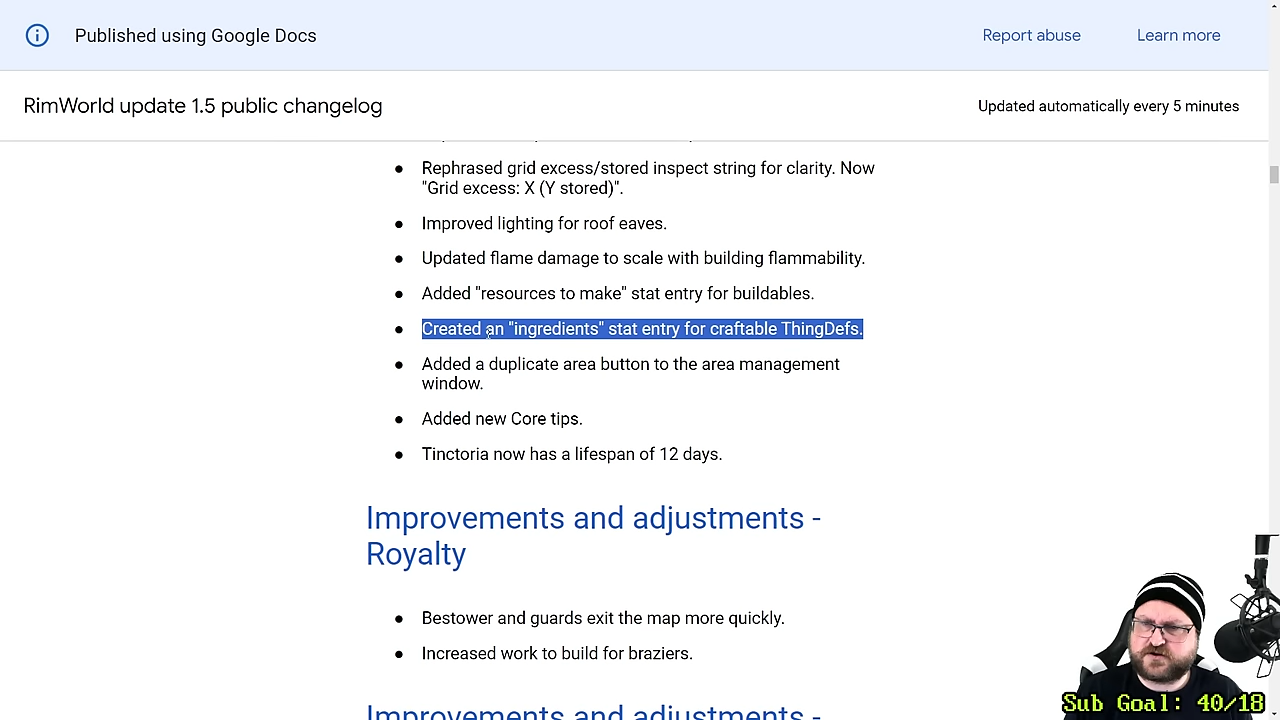 Published using Google Docs
Report abuse
Learn more
RimWorld update 1.5 public changelog
Updated automatically every 5 minutes
Rephrased grid excess/stored inspect string for clarity. Now
"Grid excess: X (Y stored)".
Improved lighting for roof eaves.
Updated flame damage to scale with building flammability.
Added "resources to make" stat entry for buildables.
Created an "ingredients" stat entry for craftable ThingDefs.
Added a duplicate area button to the area management
window.
Added new Core tips.
Tinctoria now has a lifespan of 12 days.
Improvements and adjustments -
Royalty
Bestower and guards exit the map more quickly.
Increased work to build for braziers.
Improvements and adjustments -
Sub Goal: 40/18